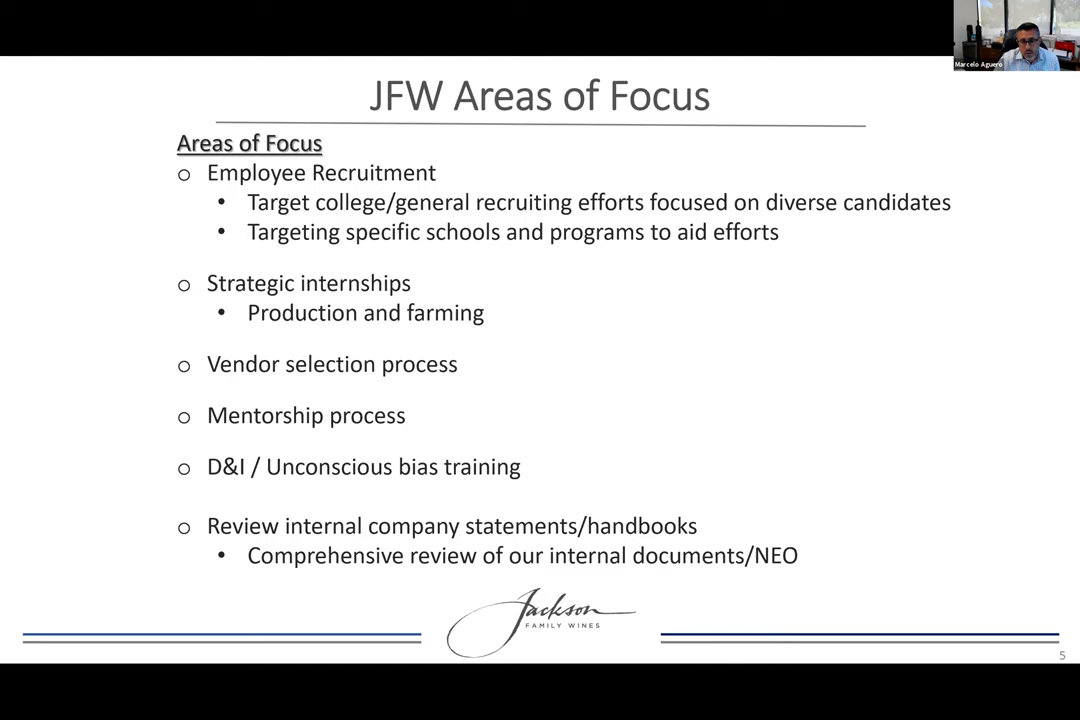 Marcelo Aguero
JFW Areas of Focus
Areas of Focus
o Employee Recruitment
• Target college/general recruiting efforts focused on diverse candidates
• Targeting specific schools and programs to aid efforts
o Strategic internships
• Production and farming
o Vendor selection process
o Mentorship process
o D&I / Unconscious bias training
o Review internal company statements/handbooks
• Comprehensive review of our internal documents/NEO
Jackson
FAMILY WINES
5